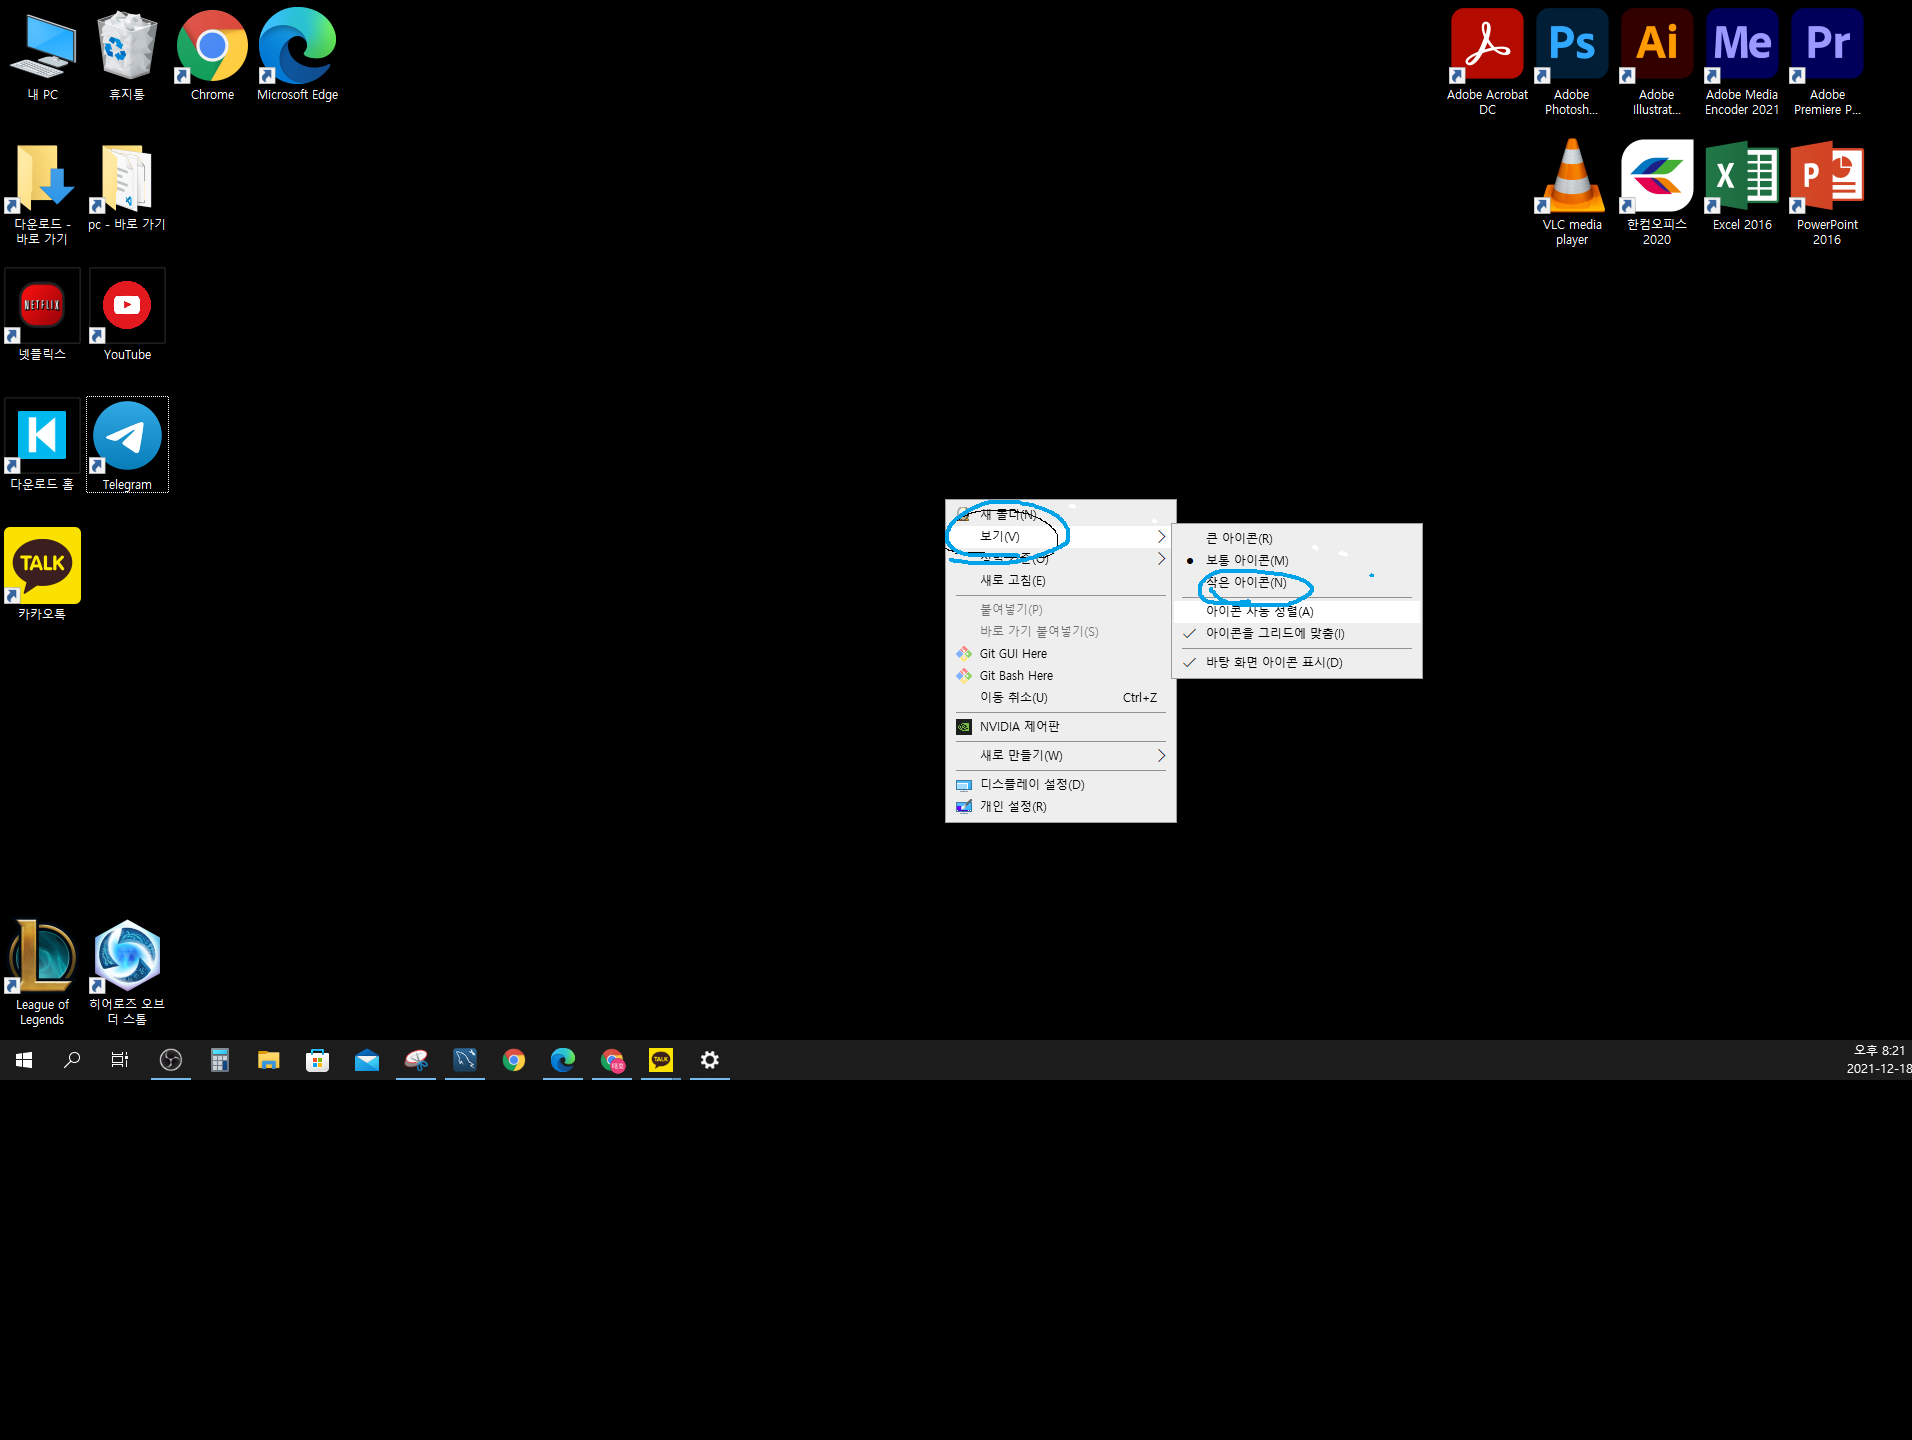 내 PC
휴지통
Chrome
Microsoft Edge
Adobe Acrobat
DC
Ps
Adobe
Photosh...
Ai
Adobe
Illustrat...
Me
Adobe Media
Encoder 2021
Pr
Adobe
Premiere P...
다운로드 -
바로 가기
pc - 바로 가기
VLC media
player
한컴오피스
2020
X
Excel 2016
P
PowerPoint
2016
NETFLIX
넷플릭스
YouTube
다운로드 홈
Telegram
TALK
카카오톡
새 폴더(N)
보기(V)
새로 고침(E)
붙여넣기(P)
바로 가기 붙여넣기(S)
Git GUI Here
Git Bash Here
이동 취소(U) Ctrl+Z
NVIDIA 제어판
새로 만들기(W)
디스플레이 설정(D)
개인 설정(R)
큰 아이콘(R)
보통 아이콘(M)
작은 아이콘(N)
아이콘 자동 정렬(A)
아이콘을 그리드에 맞춤(I)
바탕 화면 아이콘 표시(D)
League of
Legends
히어로즈 오브
더 스톰
TALK
오후 8:21
2021-12-18